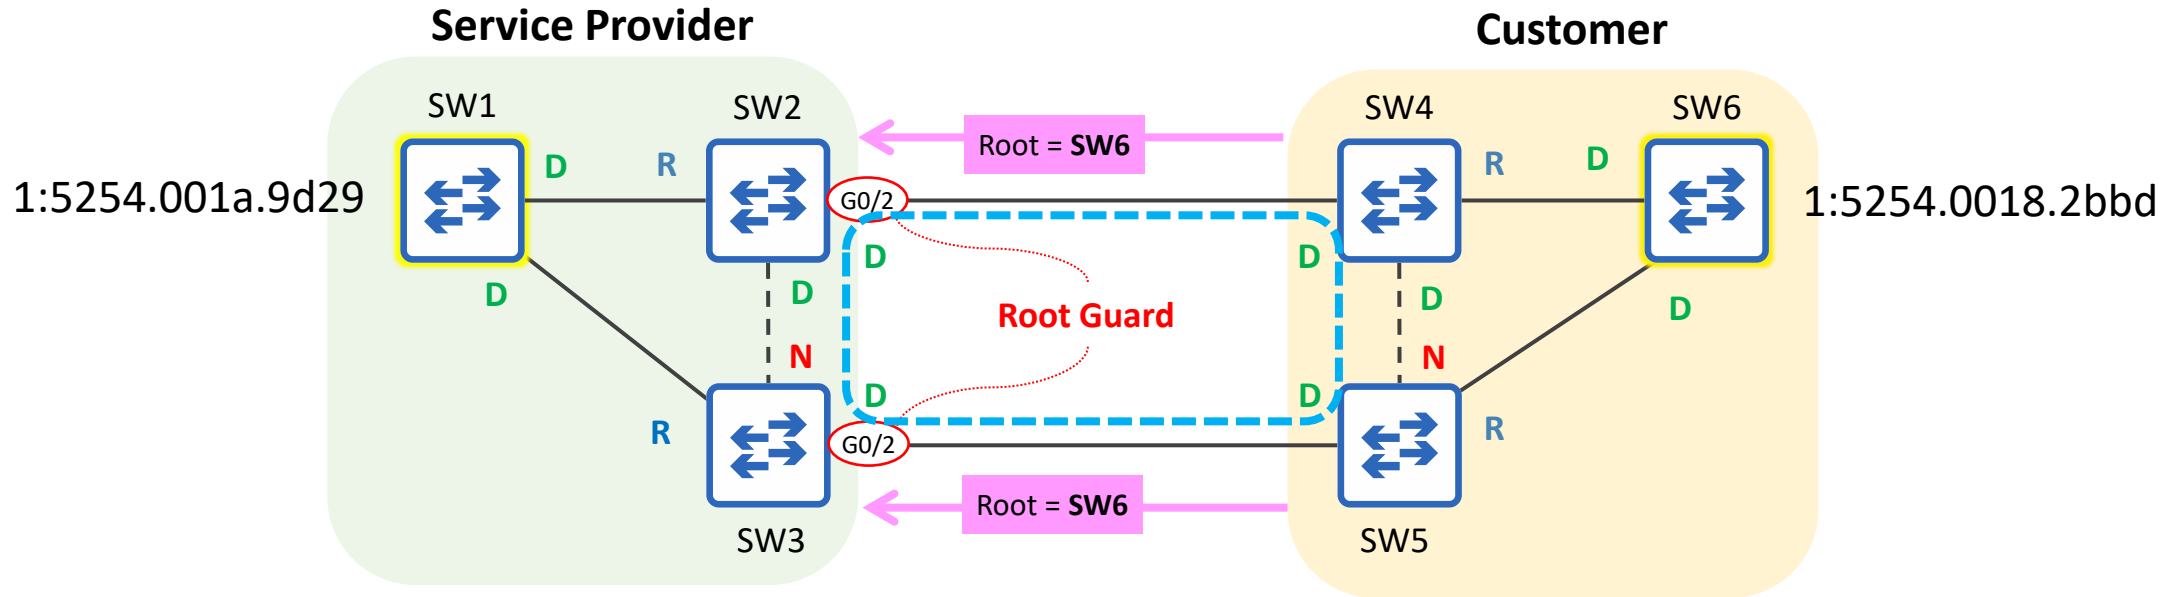 Service Provider
Customer
SW1
SW2
SW4
SW6
Root = SW6
D
R
R
D
1:5254.001a.9d29
G0/2
1:5254.0018.2bbd
D
D
D
D
D
D
Root Guard
N
N
D
D
R
G0/2
R
Root = SW6
SW3
SW5